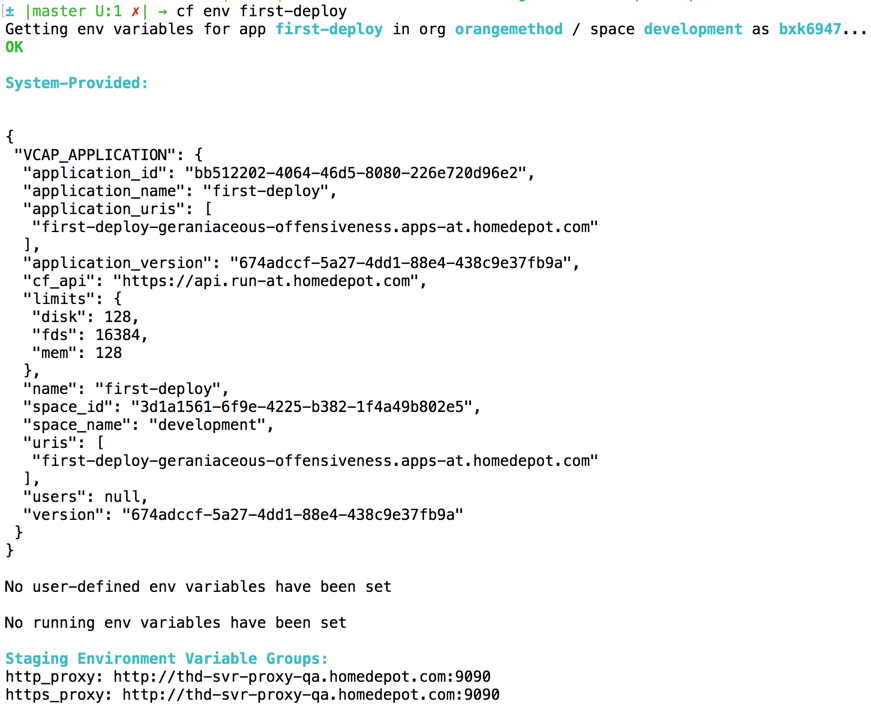 ± |master U:1 ✗| → cf env first-deploy
Getting env variables for app first-deploy in org orangemethod / space development as bxk6947...
OK
System-Provided:
{
 "VCAP_APPLICATION": {
  "application_id": "bb512202-4064-46d5-8080-226e720d96e2",
  "application_name": "first-deploy",
  "application_uris": [
   "first-deploy-geraniaceous-offensiveness.apps-at.homedepot.com"
  ],
  "application_version": "674adccf-5a27-4dd1-88e4-438c9e37fb9a",
  "cf_api": "https://api.run-at.homedepot.com",
  "limits": {
   "disk": 128,
   "fds": 16384,
   "mem": 128
  },
  "name": "first-deploy",
  "space_id": "3d1a1561-6f9e-4225-b382-1f4a49b802e5",
  "space_name": "development",
  "uris": [
   "first-deploy-geraniaceous-offensiveness.apps-at.homedepot.com"
  ],
  "users": null,
  "version": "674adccf-5a27-4dd1-88e4-438c9e37fb9a"
 }
}
No user-defined env variables have been set
No running env variables have been set
Staging Environment Variable Groups:
http_proxy: http://thd-svr-proxy-qa.homedepot.com:9090
https_proxy: http://thd-svr-proxy-qa.homedepot.com:9090